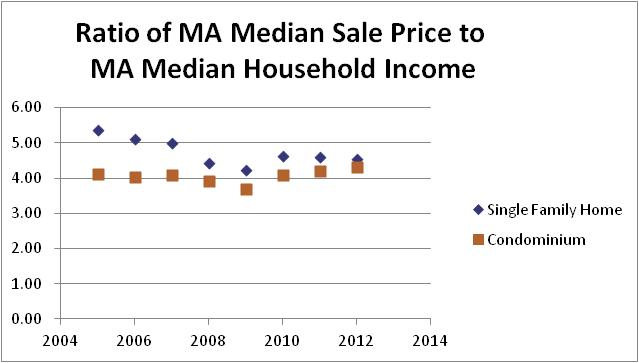 Ratio of MA Median Sale Price to
MA Median Household Income
6.00
5.00
4.00
3.00
2.00
1.00
0.00
2004 2006 2008 2010 2012 2014
Single Family Home
Condominium